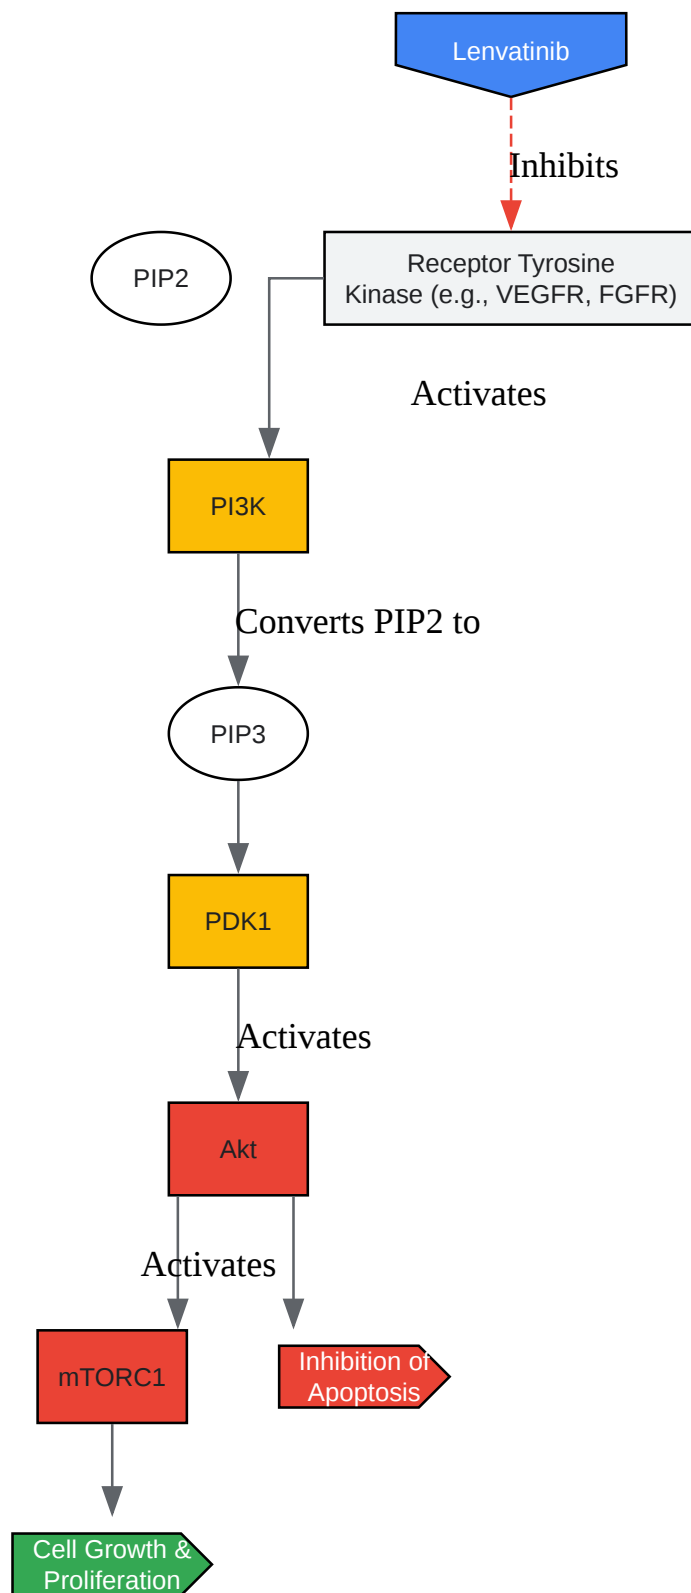 Lenvatinib
Inhibits
PIP2
Receptor Tyrosine
Kinase (e.g., VEGFR, FGFR)
Activates
PI3K
Converts PIP2 to
PIP3
PDK1
Activates
Akt
Activates
mTORC1
Inhibition of
Apoptosis
Cell Growth &
Proliferation